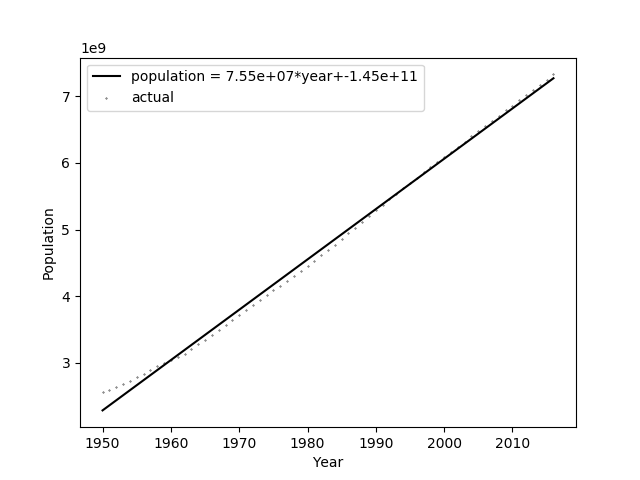 1e9
population = 7.55e+07*year+-1.45e+11
actual
7
6
5
4
3
Population
1950 1960 1970 1980 1990 2000 2010
Year